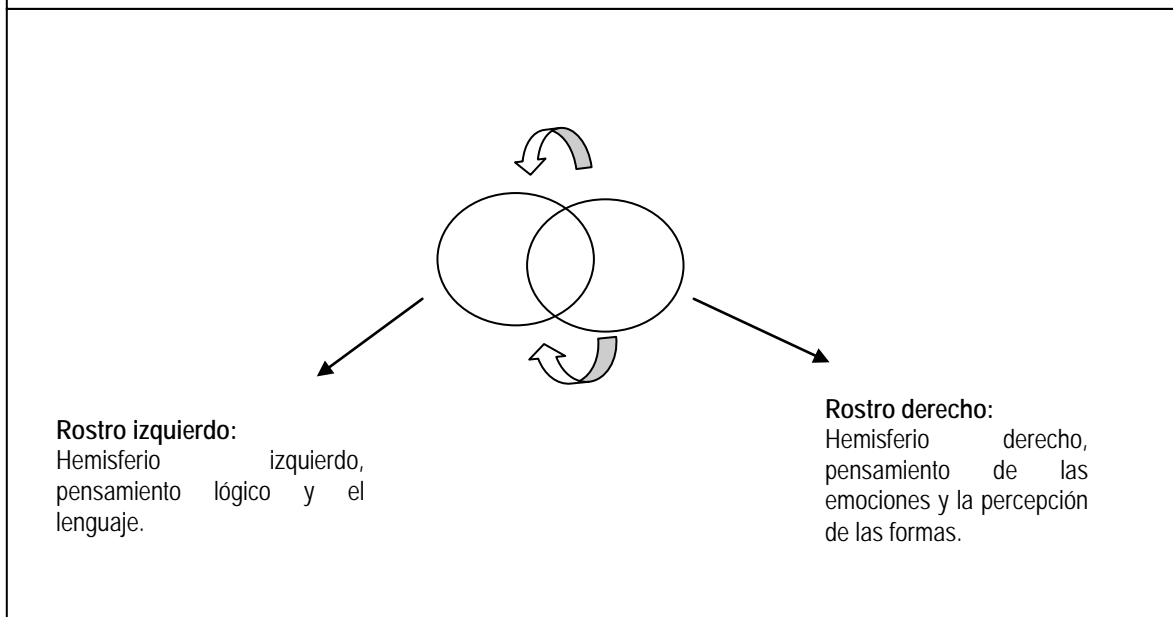 Rostro izquierdo:
Hemisferio izquierdo,
pensamiento lógico y el
lenguaje.
Rostro derecho:
Hemisferio derecho,
pensamiento de las
emociones y la percepción
de las formas.